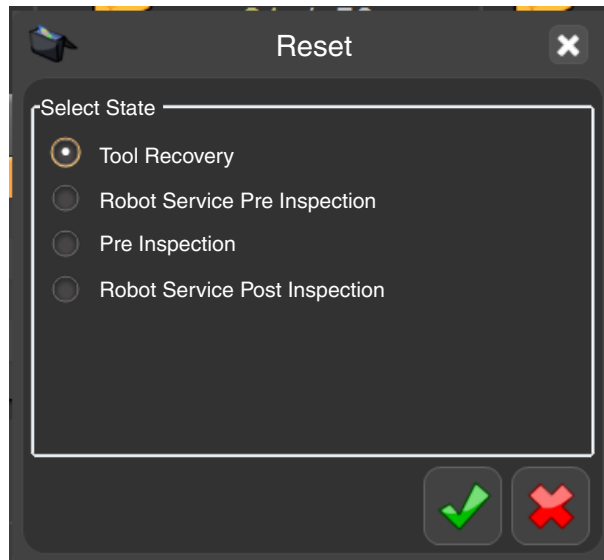 Reset
Select State
Tool Recovery
Robot Service Pre Inspection
Pre Inspection
Robot Service Post Inspection